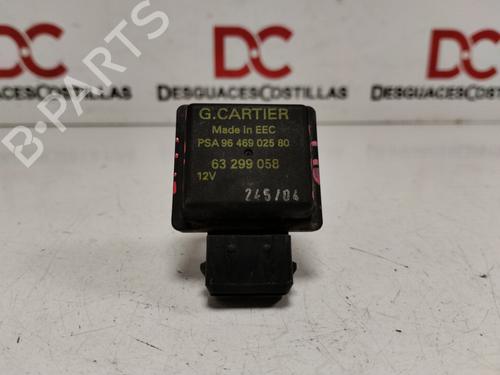 DC
DC
DC
DESGUACESCOSTILLAS
DESGUACESCOSTILLAS
B-PARTS
G.CARTIER
Made in EEC
PSA 96 469 025 80
63 299 058
12V
245/04